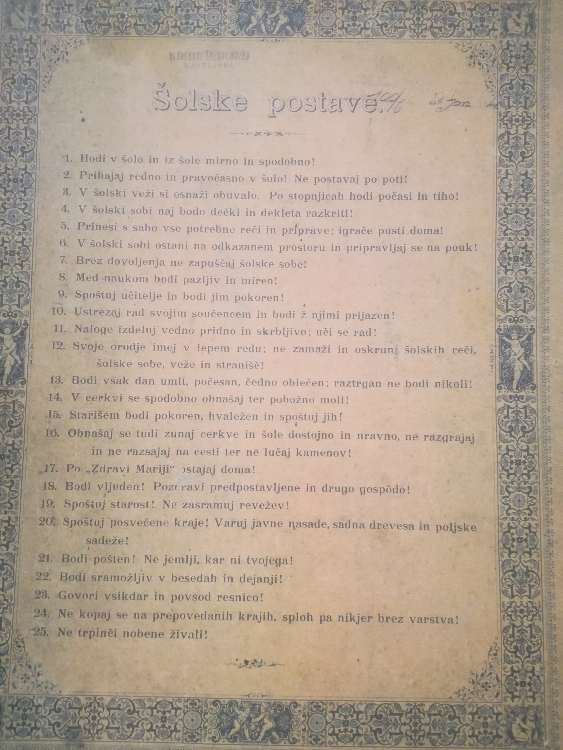 SLOVENSKI ŠOLSKI MUZEJ
LJUBLJANA
Šolske postave.
1. Hodi v šolo in iz šole mirno in spodobno!
2. Prihajaj redno in pravočasno v šolo! Ne postavaj po poti!
3. V šolski veži si osnaži obuvalo. Po stopnjicah hodi počasi in tiho!
4. V šolski sobi naj bodo dečki in dekleta razkriti!
5. Prinesi s sabo vse potrebne reči in priprave; igrače pusti doma!
6. V šolski sobi ostani na odkazanem prostoru in pripravljaj se na pouk!
7. Brez dovoljenja ne zapuščaj šolske sobe!
8. Med naukom bodi pazljiv in miren!
9. Spoštuj učitelje in bodi jim pokoren!
10. Ustrezaj rad svojim součencem in bodi ž njimi prijazen!
11. Naloge izdeluj vedno pridno in skrbljivo; uči se rad!
12. Svoje orodje imej v lepem redu; ne zamaži in oskruni šolskih reči,
šolske sobe, veže in stranišč!
13. Bodi vsak dan umit, počesan, čedno oblečen; raztrgan ne bodi nikoli!
14. V cerkvi se spodobno obnašaj ter pobožno moli!
15. Starišem bodi pokoren, hvaležen in spoštuj jih!
16. Obnašaj se tudi zunaj cerkve in šole dostojno in nravno, ne razgrajaj
in ne razsajaj na cesti ter ne lučaj kamenov!
17. Po „Zdravi Mariji“ ostajaj doma!
18. Bodi vljuden! Pozdravi predpostavljene in drugo gospôdo!
19. Spoštuj starost! Ne zasramuj revežev!
20. Spoštuj posvečene kraje! Varuj javne nasade, sadna drevesa in poljske
sadeže!
21. Bodi pošten! Ne jemlji, kar ni tvojega!
22. Bodi sramožljiv v besedah in dejanji!
23. Govori vsikdar in povsod resnico!
24. Ne kopaj se na prepovedanih krajih, sploh pa nikjer brez varstva!
25. Ne trpinči nobene živali!